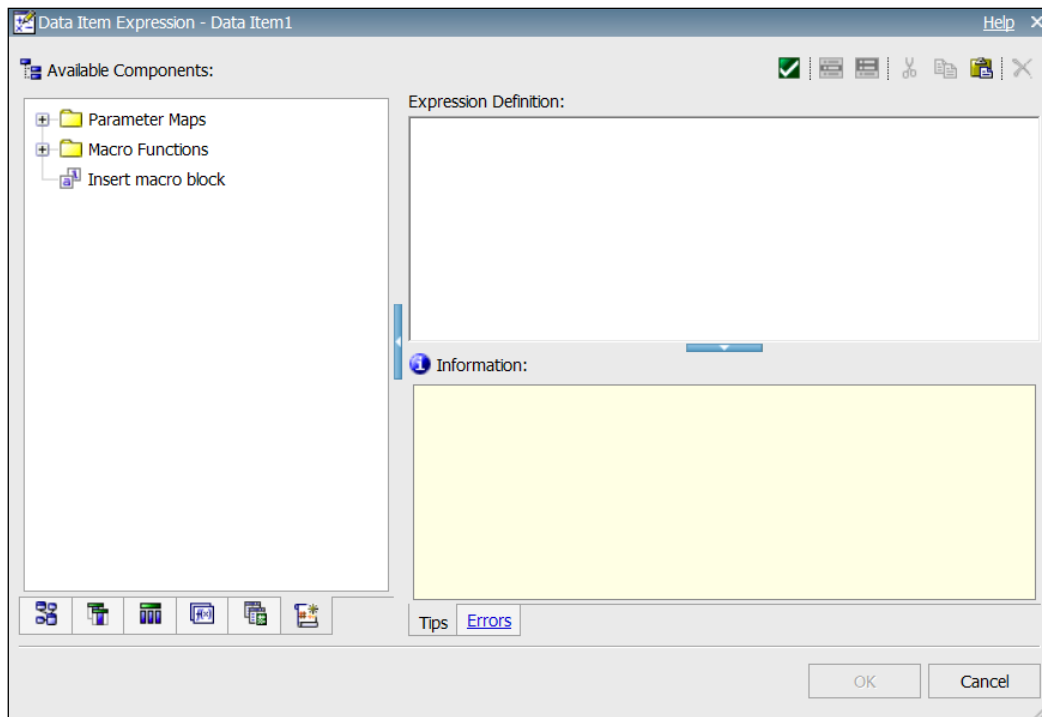 Data Item Expression - Data Item1
Help
Available Components:
Parameter Maps
Macro Functions
Insert macro block
Expression Definition:
Information:
Tips
Errors
OK
Cancel